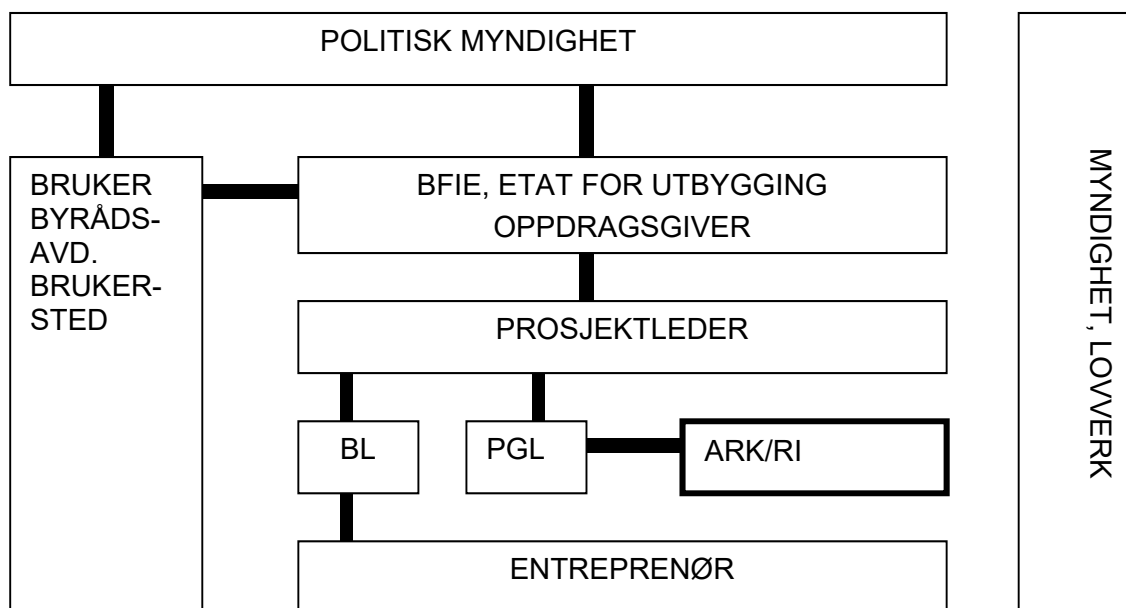 POLITISK MYNDIGHET
BRUKER
BYRÅDS-
AVD.
BRUKER-
STED
BFIE, ETAT FOR UTBYGGING
OPPDRAGSGIVER
PROSJEKTLEDER
BL
PGL
ARK/RI
ENTREPRENØR
MYNDIGHET, LOVVERK